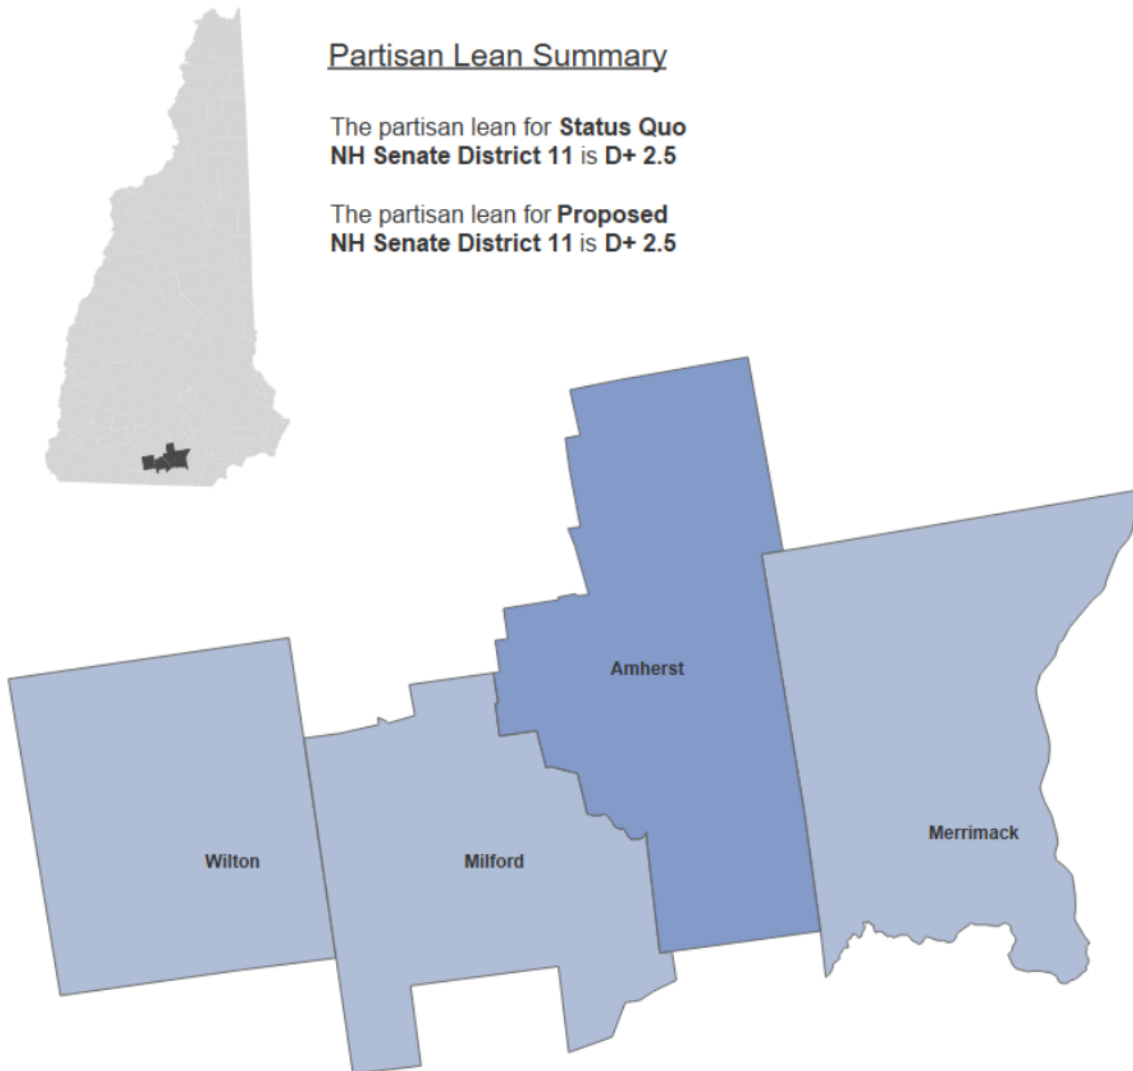 Partisan Lean Summary
The partisan lean for Status Quo
NH Senate District 11 is D+ 2.5
The partisan lean for Proposed
NH Senate District 11 is D+ 2.5
Amherst
Merrimack
Wilton
Milford